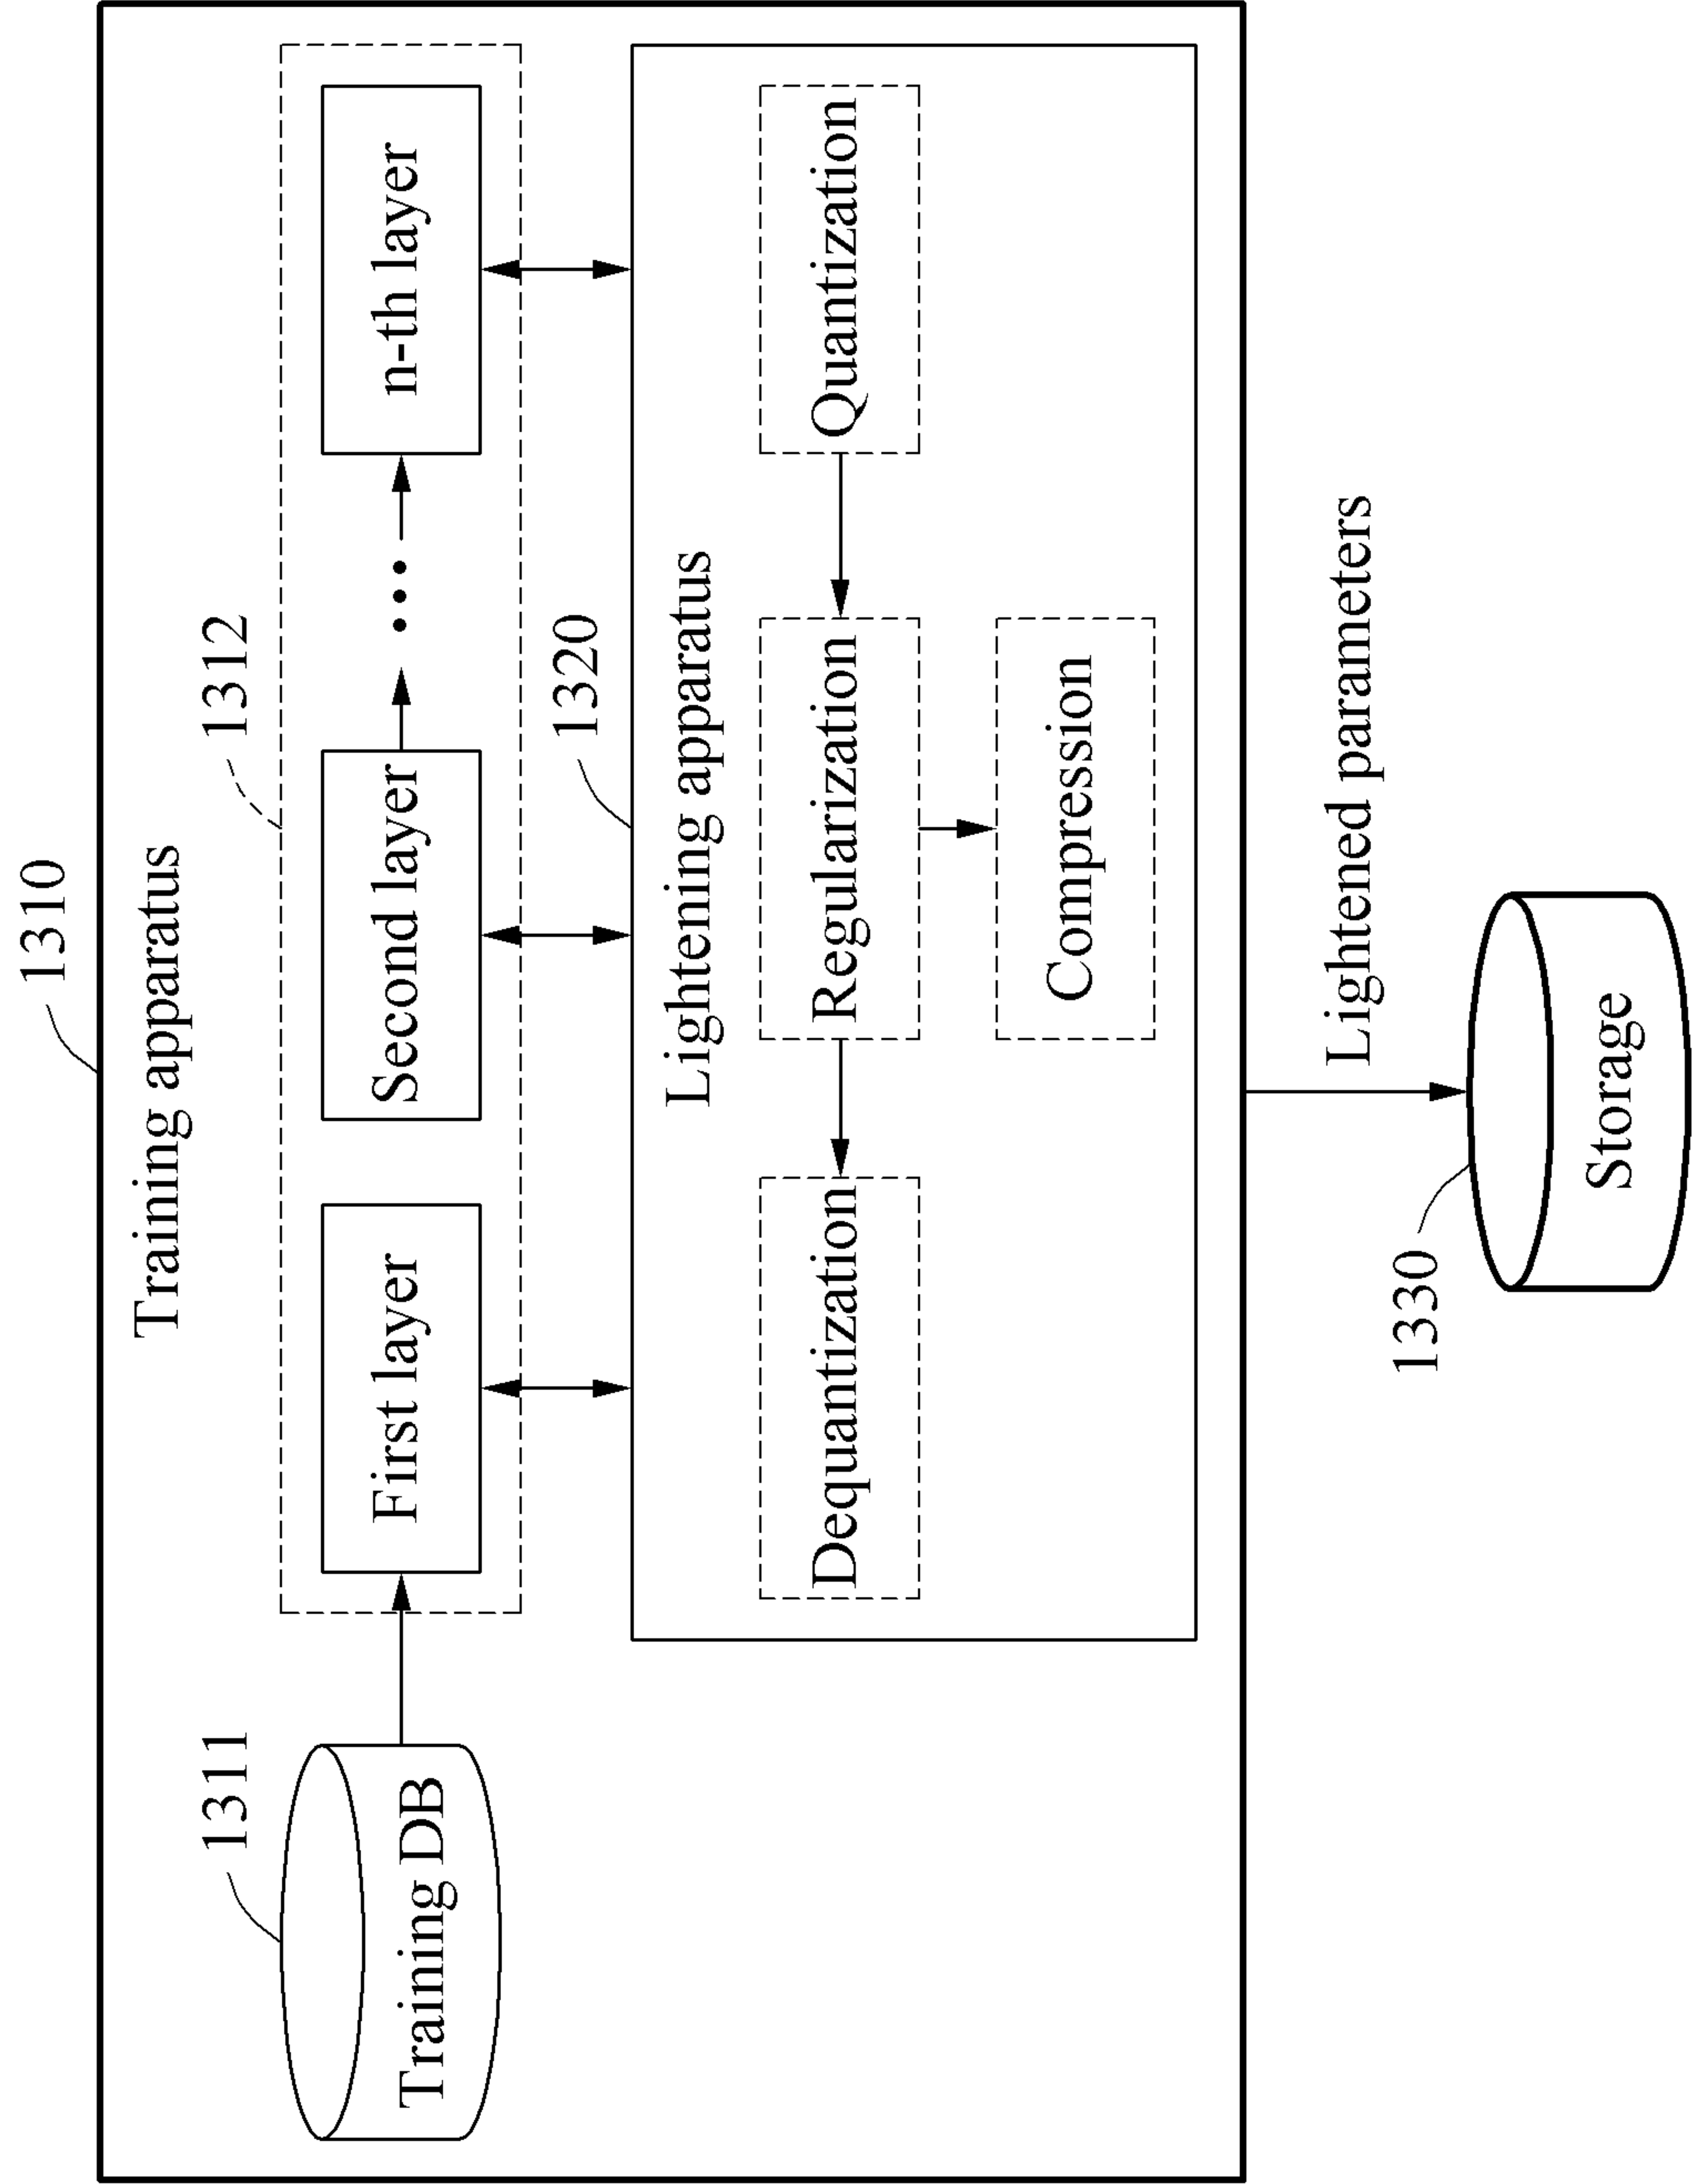 1310
Training apparatus
1311
1312
Training DB
First layer
Second layer
n-th layer
1320
Lightening apparatus
Dequantization
Regularization
Quantization
Compression
Lightened parameters
1330
Storage